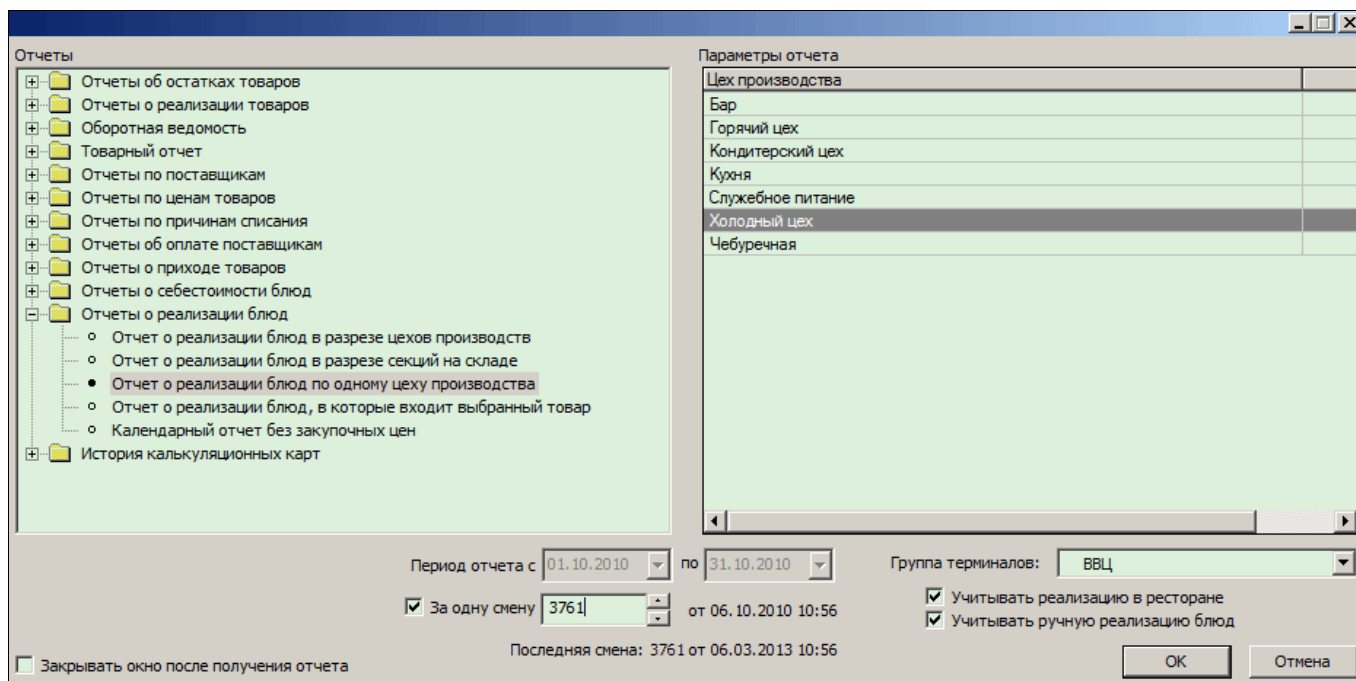 Отчеты
Отчеты об остатках товаров
Отчеты о реализации товаров
Оборотная ведомость
Товарный отчет
Отчеты по поставщикам
Отчеты по ценам товаров
Отчеты по причинам списания
Отчеты об оплате поставщикам
Отчеты о приходе товаров
Отчеты о себестоимости блюд
Отчеты о реализации блюд
Отчет о реализации блюд в разрезе цехов производств
Отчет о реализации блюд в разрезе секций на складе
Отчет о реализации блюд по одному цеху производства
Отчет о реализации блюд, в которые входит выбранный товар
Календарный отчет без закупочных цен
История калькуляционных карт
Параметры отчета
Цех производства
Бар
Горячий цех
Кондитерский цех
Кухня
Служебное питание
Холодный цех
Чебуречная
Период отчета с 01.10.2010 по 31.10.2010 Группа терминалов: ВВЦ
За одну смену 3761 от 06.10.2010 10:56 Учитывать реализацию в ресторане
Учитывать ручную реализацию блюд
Последняя смена: 3761 от 06.03.2013 10:56
Закрывать окно после получения отчета
OK Отмена